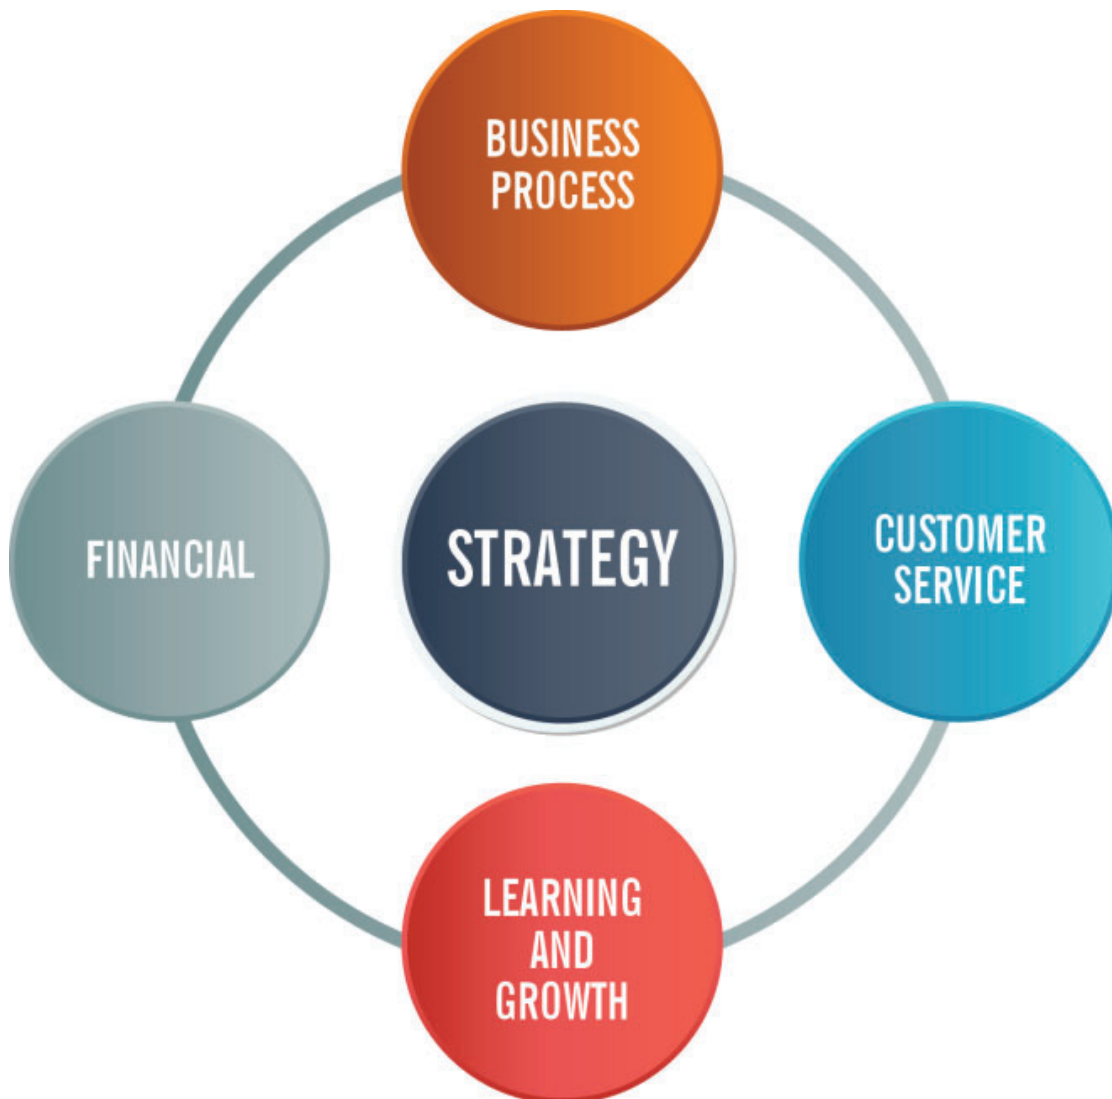 BUSINESS
PROCESS
FINANCIAL
STRATEGY
CUSTOMER
SERVICE
LEARNING
AND
GROWTH